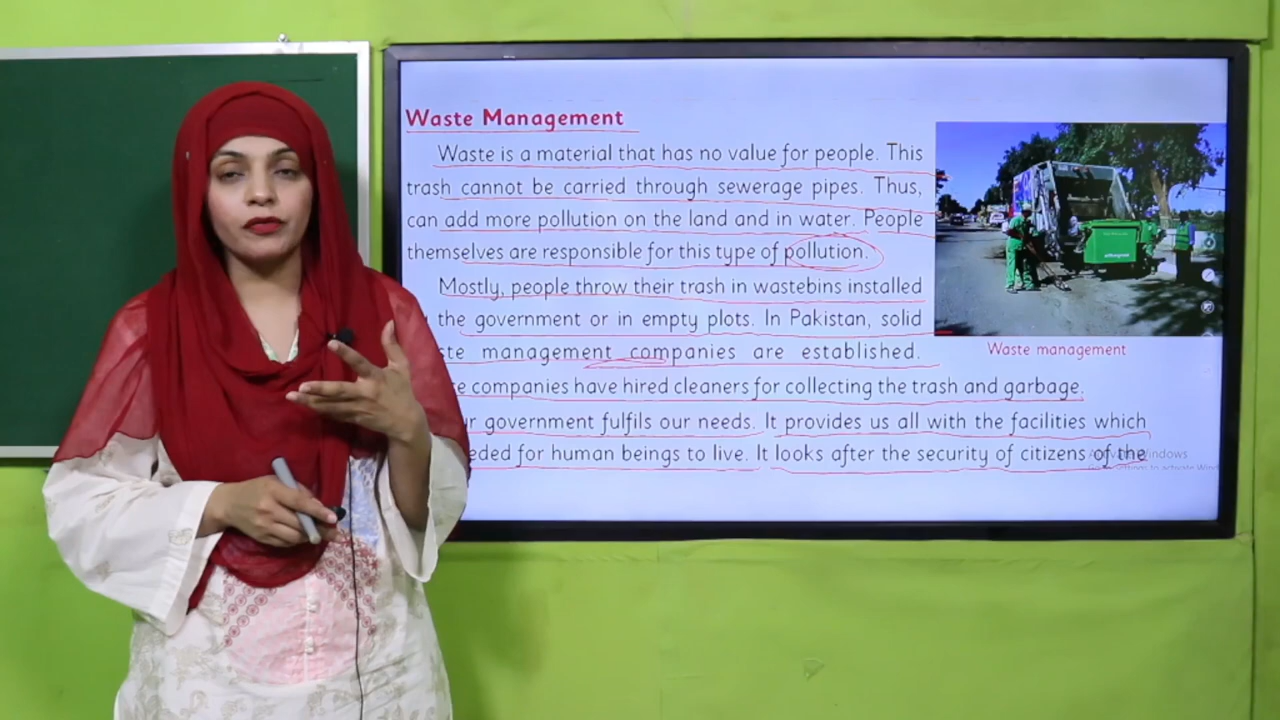 Waste Management
Waste is a material that has no value for people. This
trash cannot be carried through sewerage pipes. Thus,
can add more pollution on the land and in water. People
themselves are responsible for this type of pollution.
Mostly, people throw their trash in wastebins installed
the government or in empty plots. In Pakistan, solid
management companies are established.
companies have hired cleaners for collecting the trash and garbage.
government fulfils our needs. It provides us all with the facilities which
for human beings to live. It looks after the security of citizens of the
Waste management